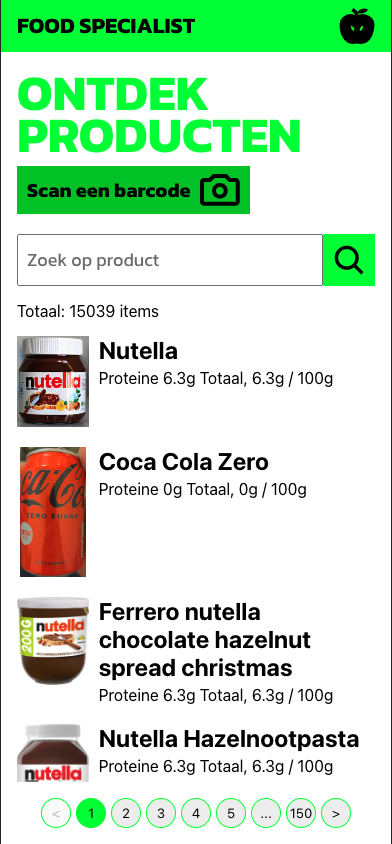 FOOD SPECIALIST
ONTDEK
PRODUCTEN
Scan een barcode
Zoek op product
Totaal: 15039 items
nutella
Nutella
Proteine 6.3g Totaal, 6.3g / 100g
ca Co
ZERO SUGAR
Coca Cola Zero
Proteine 0g Totaal, 0g / 100g
200G
nutella
Ferrero nutella
chocolate hazelnut
spread christmas
Proteine 6.3g Totaal, 6.3g / 100g
nutella
Nutella Hazelnootpasta
Proteine 6.3g Totaal, 6.3g / 100g
< 1 2 3 4 5 ... 150 >